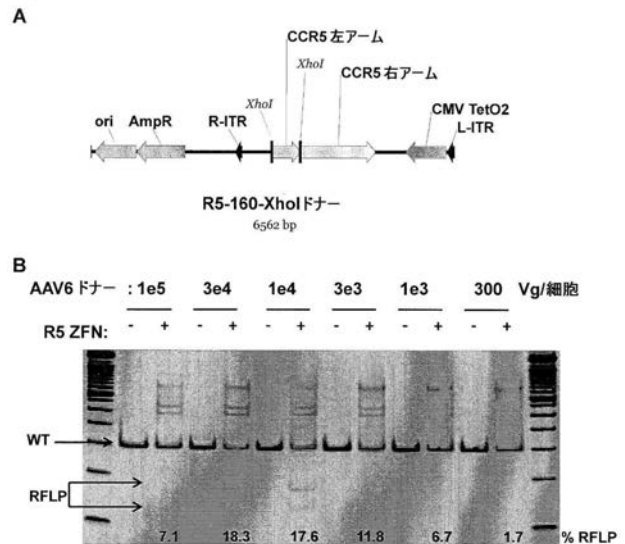 A
CCR5 左アーム
XhoI
CCR5 右アーム
XhoI
CMV TetO2
ori
AmpR
R-ITR
L-ITR
R5-160-XhoIドナー
6562 bp
B
AAV6 ドナー : 1e5 3e4 1e4 3e3 1e3 300 Vg/細胞
R5 ZFN: - + - + - + - + - + - +
WT
RFLP
7.1 18.3 17.6 11.8 6.7 1.7 % RFLP